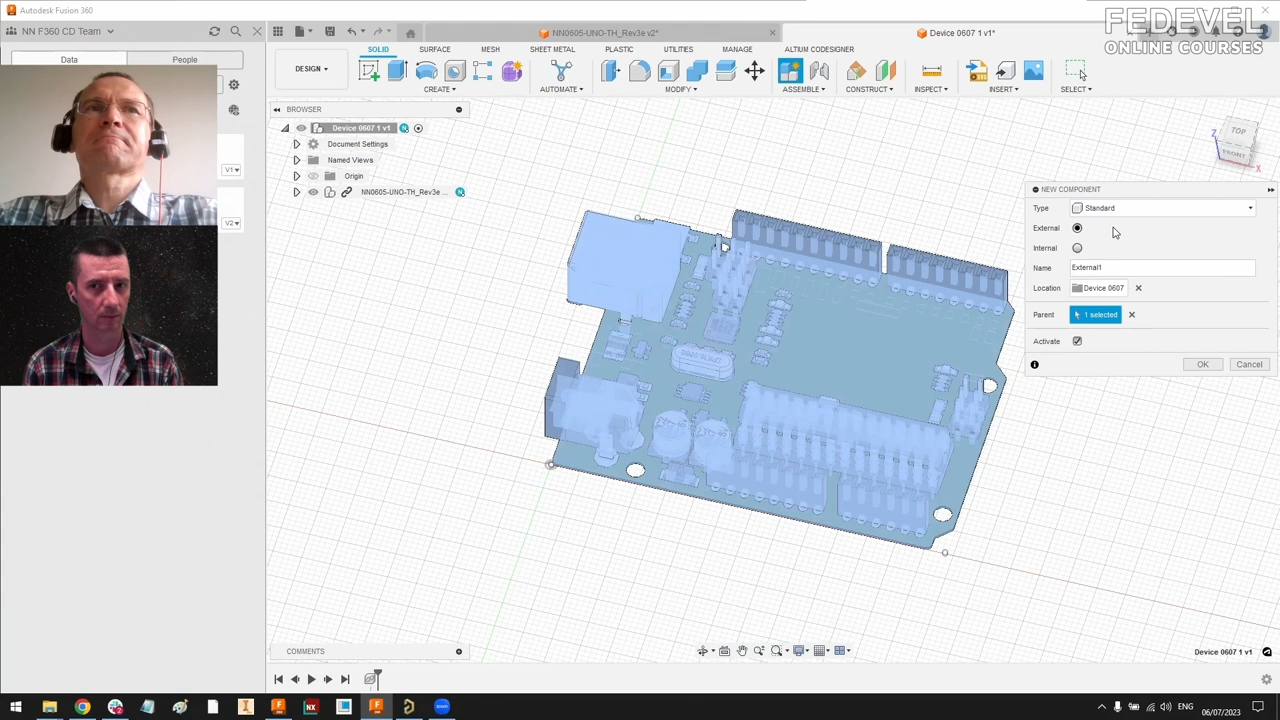 Autodesk Fusion 360
FEDEVEL
ONLINE COURSES
NN F360 CD Team
NN0605-UNO-TH_Rev3e v2*
Device 0607 1 v1*
Data
People
SOLID
SURFACE
MESH
SHEET METAL
PLASTIC
UTILITIES
MANAGE
ALTIUM CODESIGNER
DESIGN
CREATE
AUTOMATE
MODIFY
ASSEMBLE
CONSTRUCT
INSPECT
INSERT
SELECT
BROWSER
Device 0607 1 v1
Document Settings
Named Views
Origin
NN0605-UNO-TH_Rev3e ...
V1
V2
TOP
FRONT
Z
X
NEW COMPONENT
Type
Standard
External
Internal
Name
External1
Location
Device 0607
Parent
1 selected
Activate
OK
Cancel
COMMENTS
Device 0607 1 v1
ENG
06/07/2023